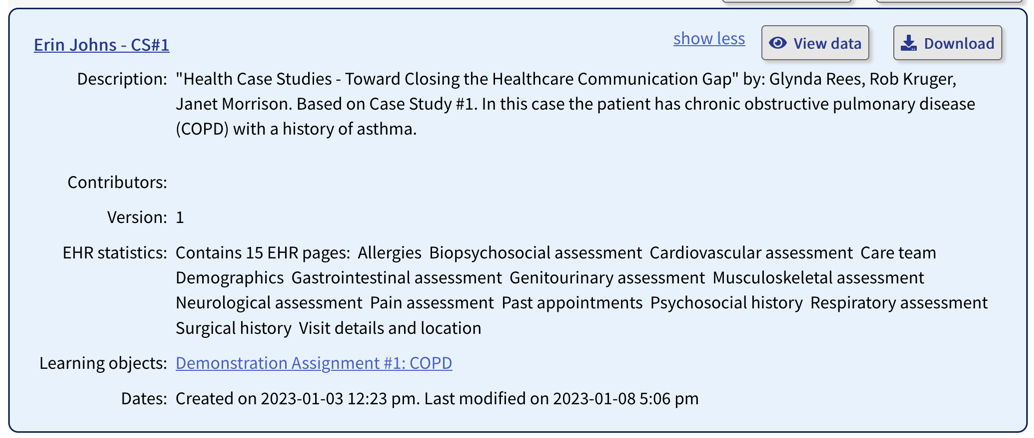 Erin Johns - CS#1
show less
View data
Download
Description: "Health Case Studies - Toward Closing the Healthcare Communication Gap" by: Glynda Rees, Rob Kruger,
Janet Morrison. Based on Case Study #1. In this case the patient has chronic obstructive pulmonary disease
(COPD) with a history of asthma.
Contributors:
Version: 1
EHR statistics: Contains 15 EHR pages: Allergies Biopsychosocial assessment Cardiovascular assessment Care team
Demographics Gastrointestinal assessment Genitourinary assessment Musculoskeletal assessment
Neurological assessment Pain assessment Past appointments Psychosocial history Respiratory assessment
Surgical history Visit details and location
Learning objects: Demonstration Assignment #1: COPD
Dates: Created on 2023-01-03 12:23 pm. Last modified on 2023-01-08 5:06 pm